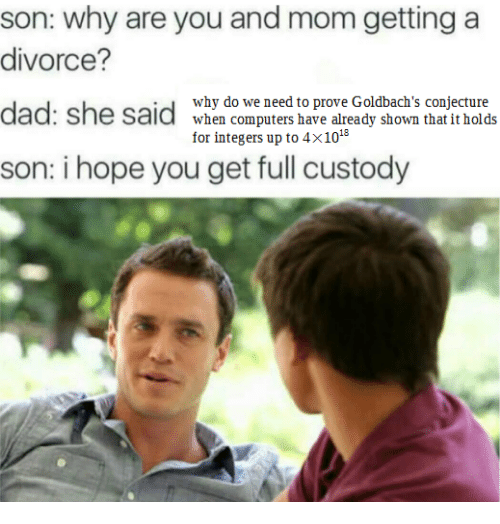 son: why are you and mom getting a
divorce?
dad: she said why do we need to prove Goldbach's conjecture
when computers have already shown that it holds
for integers up to 4×10¹⁸
son: i hope you get full custody